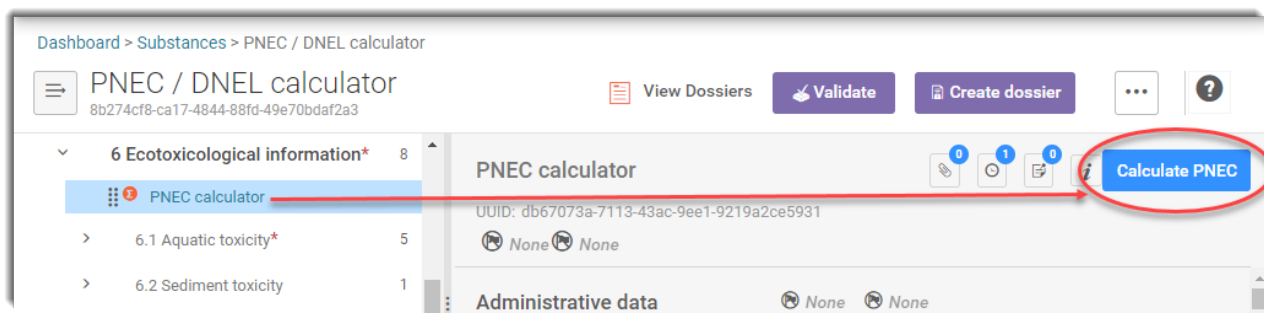 Dashboard > Substances > PNEC / DNEL calculator
PNEC / DNEL calculator
8b274cf8-ca17-4844-88fd-49e70bdaf2a3
View Dossiers
Validate
Create dossier
...
?
6 Ecotoxicological information* 8
PNEC calculator
6.1 Aquatic toxicity* 5
6.2 Sediment toxicity 1
PNEC calculator
0
1
0
i
Calculate PNEC
UUID: db67073a-7113-43ac-9ee1-9219a2ce5931
None None
Administrative data None None